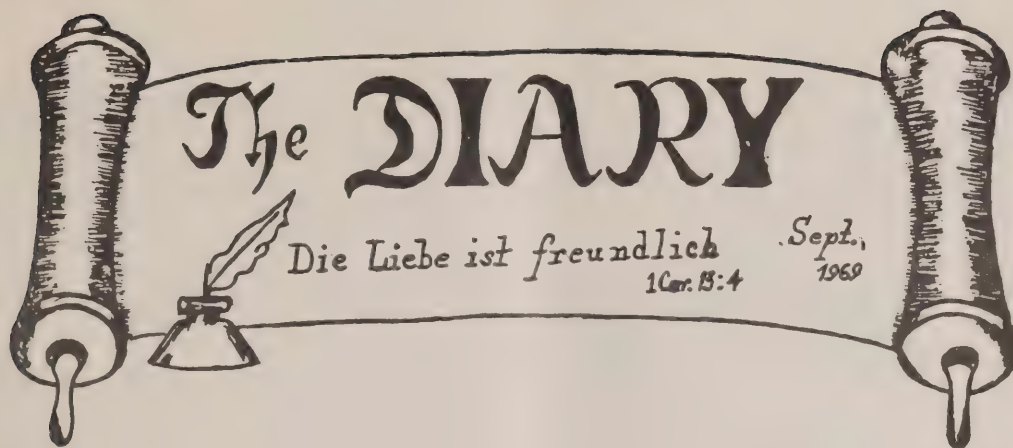 The DIARY
Die Liebe ist freundlich
Sept.,
1Cor. 13:4
1969